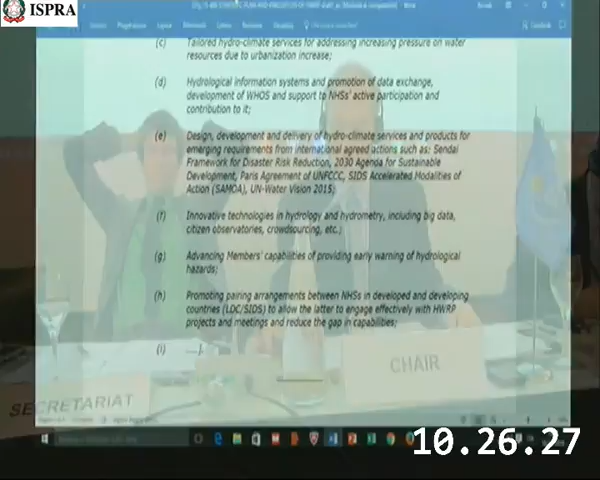 ISPRA
(c) Tailored hydro-climate services for addressing increasing pressure on water
resources due to urbanization increase;
(d) Hydrological information systems and promotion of data exchange,
development of WHOS and support to NHSs' active participation and
contribution to it;
(e) Design, development and delivery of hydro-climate services and products for
emerging requirements from international agreed actions such as: Sendai
Framework for Disaster Risk Reduction, 2030 Agenda for Sustainable
Development, Paris Agreement of UNFCCC, SIDS Accelerated Modalities of
Action (SAMOA), UN-Water Vision 2015;
(f) Innovative technologies in hydrology and hydrometry, including big data,
citizen observatories, crowdsourcing, etc.;
(g) Advancing Members' capabilities of providing early warning of hydrological
hazards;
(h) Promoting pairing arrangements between NHSs in developed and developing
countries (LDC/SIDS) to allow the latter to engage effectively with HWRP
projects and meetings and reduce the gap in capabilities;
(i) ...
CHAIR
SECRETARIAT
10.26.27